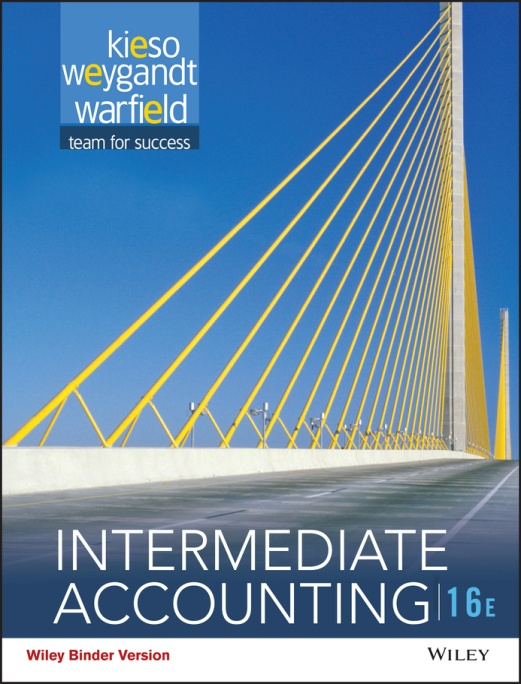 kieso
weygandt
warfield
team for success
INTERMEDIATE
ACCOUNTING 16E
Wiley Binder Version
WILEY